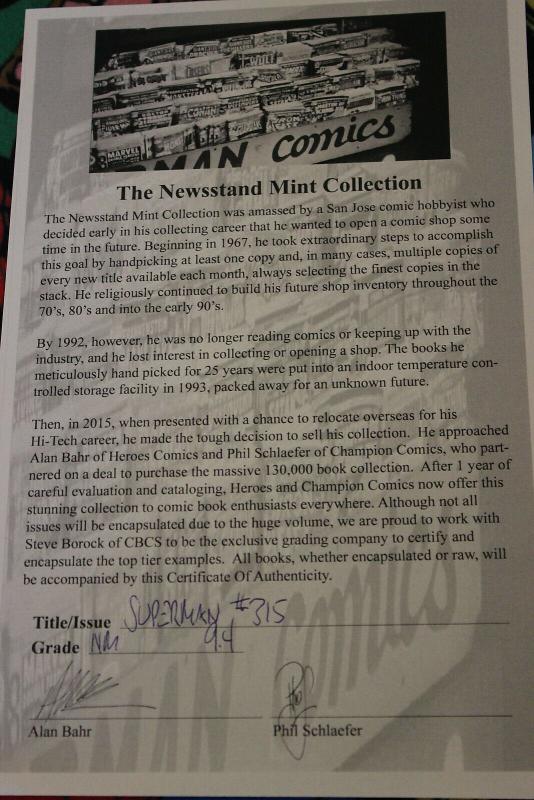 MAN comics
MARVEL
The Newsstand Mint Collection
The Newsstand Mint Collection was amassed by a San Jose comic hobbyist who
decided early in his collecting career that he wanted to open a comic shop some
time in the future. Beginning in 1967, he took extraordinary steps to accomplish
this goal by handpicking at least one copy and, in many cases, multiple copies of
every new title available each month, always selecting the finest copies in the
stack. He religiously continued to build his future shop inventory throughout the
70's, 80's and into the early 90's.
By 1992, however, he was no longer reading comics or keeping up with the
industry, and he lost interest in collecting or opening a shop. The books he
meticulously hand picked for 25 years were put into an indoor temperature con-
trolled storage facility in 1993, packed away for an unknown future.
Then, in 2015, when presented with a chance to relocate overseas for his
Hi-Tech career, he made the tough decision to sell his collection. He approached
Alan Bahr of Heroes Comics and Phil Schlaefer of Champion Comics, who part-
nered on a deal to purchase the massive 130,000 book collection. After 1 year of
careful evaluation and cataloging, Heroes and Champion Comics now offer this
stunning collection to comic book enthusiasts everywhere. Although not all
issues will be encapsulated due to the huge volume, we are proud to work with
Steve Borock of CBCS to be the exclusive grading company to certify and
encapsulate the top tier examples. All books, whether encapsulated or raw, will
be accompanied by this Certificate Of Authenticity.
Title/Issue SUPERMAN #315
Grade NM 9.4
Alan Bahr Phil Schlaefer